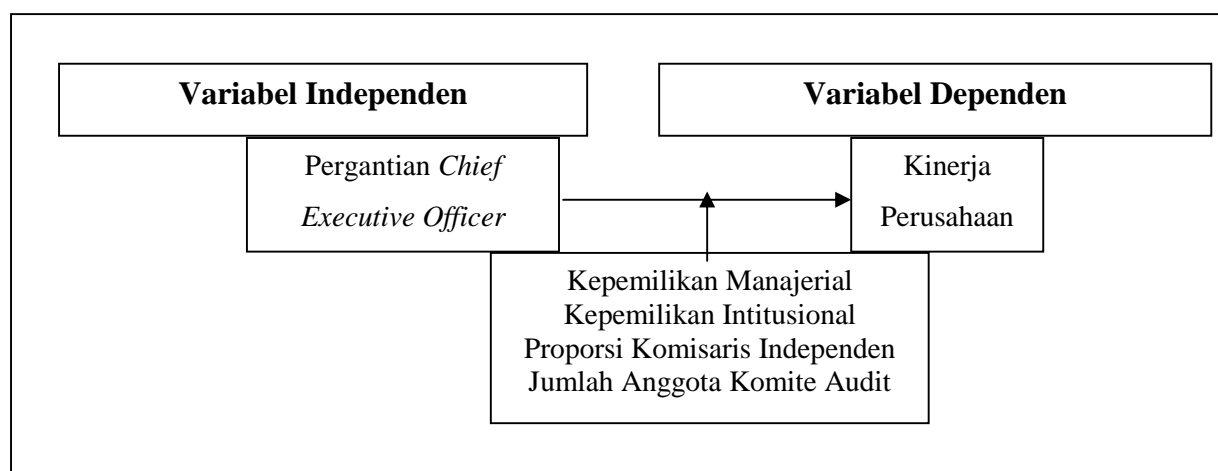 Variabel Independen
Variabel Dependen
Pergantian Chief
Executive Officer
Kinerja
Perusahaan
Kepemilikan Manajerial
Kepemilikan Intitusional
Proporsi Komisaris Independen
Jumlah Anggota Komite Audit